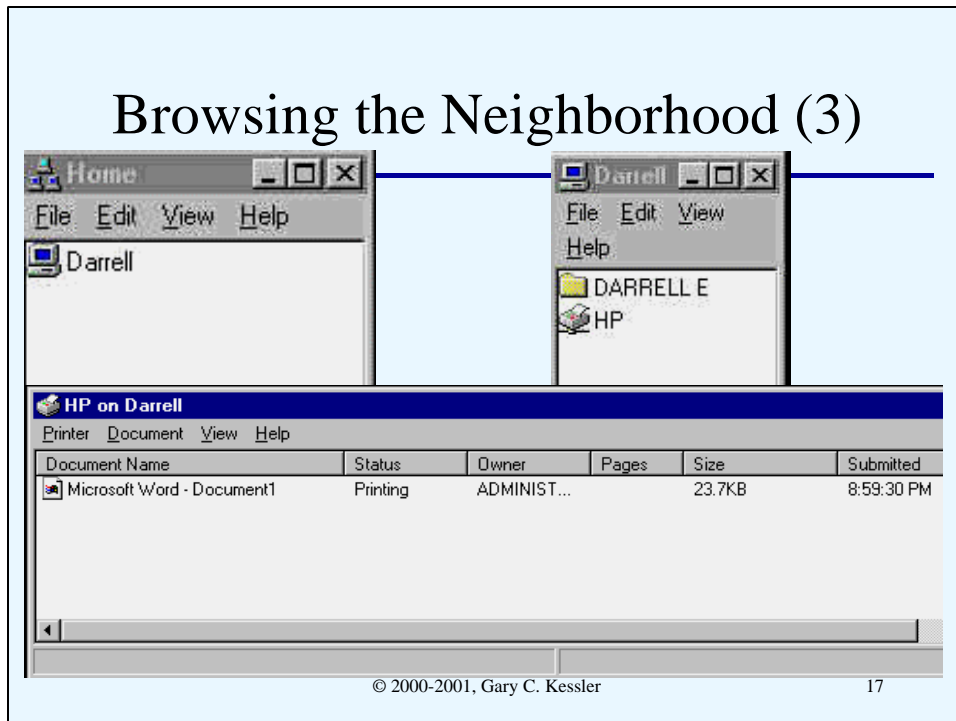 Browsing the Neighborhood (3)
Home
File Edit View Help
Darrell
Darrell
File Edit View
Help
DARRELL E
HP
HP on Darrell
Printer Document View Help
Document Name Status Owner Pages Size Submitted
Microsoft Word - Document1 Printing ADMINIST... 23.7KB 8:59:30 PM
© 2000-2001, Gary C. Kessler 17